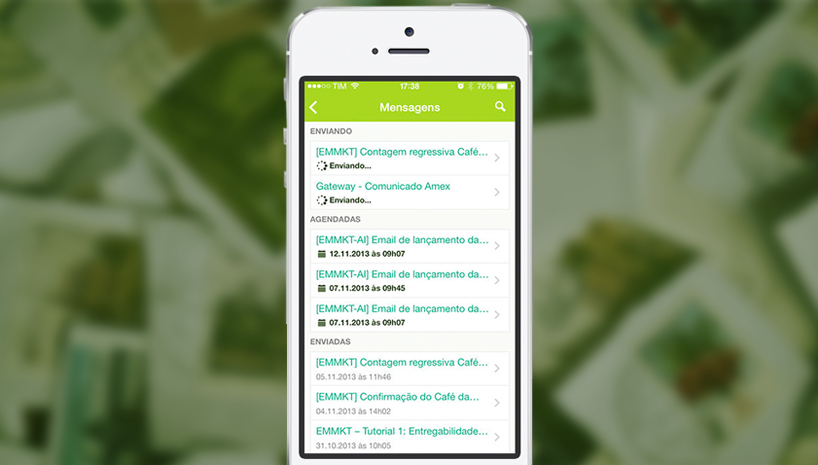 TIM 17:38 76%
Mensagens
ENVIANDO
[EMMKT] Contagem regressiva Café...
Enviando...
Gateway - Comunicado Amex
Enviando...
AGENDADAS
[EMMKT-AI] Email de lançamento da...
12.11.2013 às 09h07
[EMMKT-AI] Email de lançamento da...
07.11.2013 às 09h45
[EMMKT-AI] Email de lançamento da...
07.11.2013 às 09h07
ENVIADAS
[EMMKT] Contagem regressiva Café...
05.11.2013 às 11h46
[EMMKT] Confirmação do Café da...
04.11.2013 às 14h02
EMMKT – Tutorial 1: Entregabilidade...
31.10.2013 às 10h05